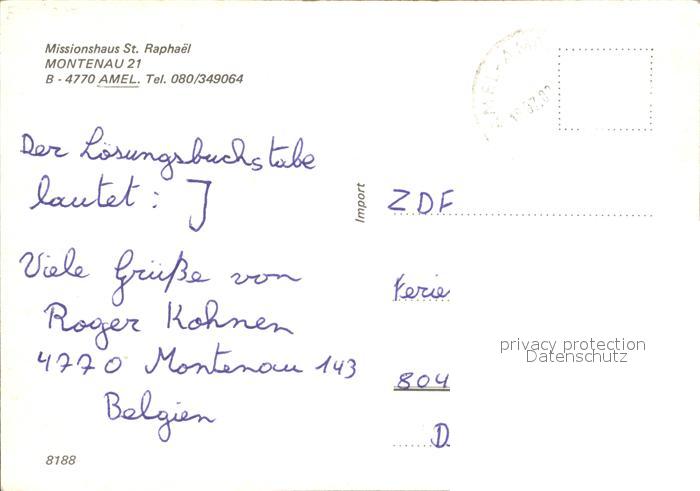 Missionshaus St. Raphaël
MONTENAU 21
B - 4770 AMEL. Tel. 080/349064
Der Lösungsbuchstabe
lautet : J
Viele Grüße von
Roger Kohnen
4770 Montenau 143
Belgien
8188
Import
ZDF
Ferie
804
D
privacy protection
Datenschutz